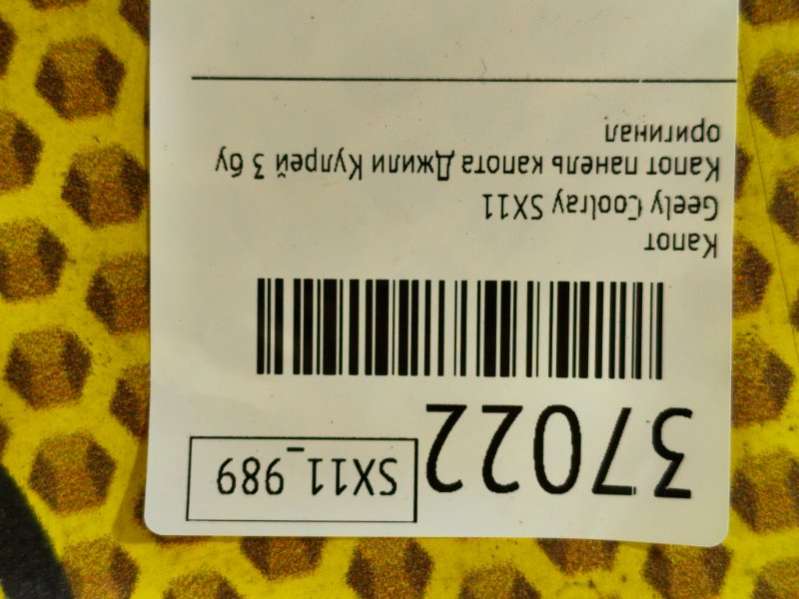 37022
SX11_989
Капот
Geely Coolray SX11
Капот панель капота Джили Кулрей 3 бу
оригинал